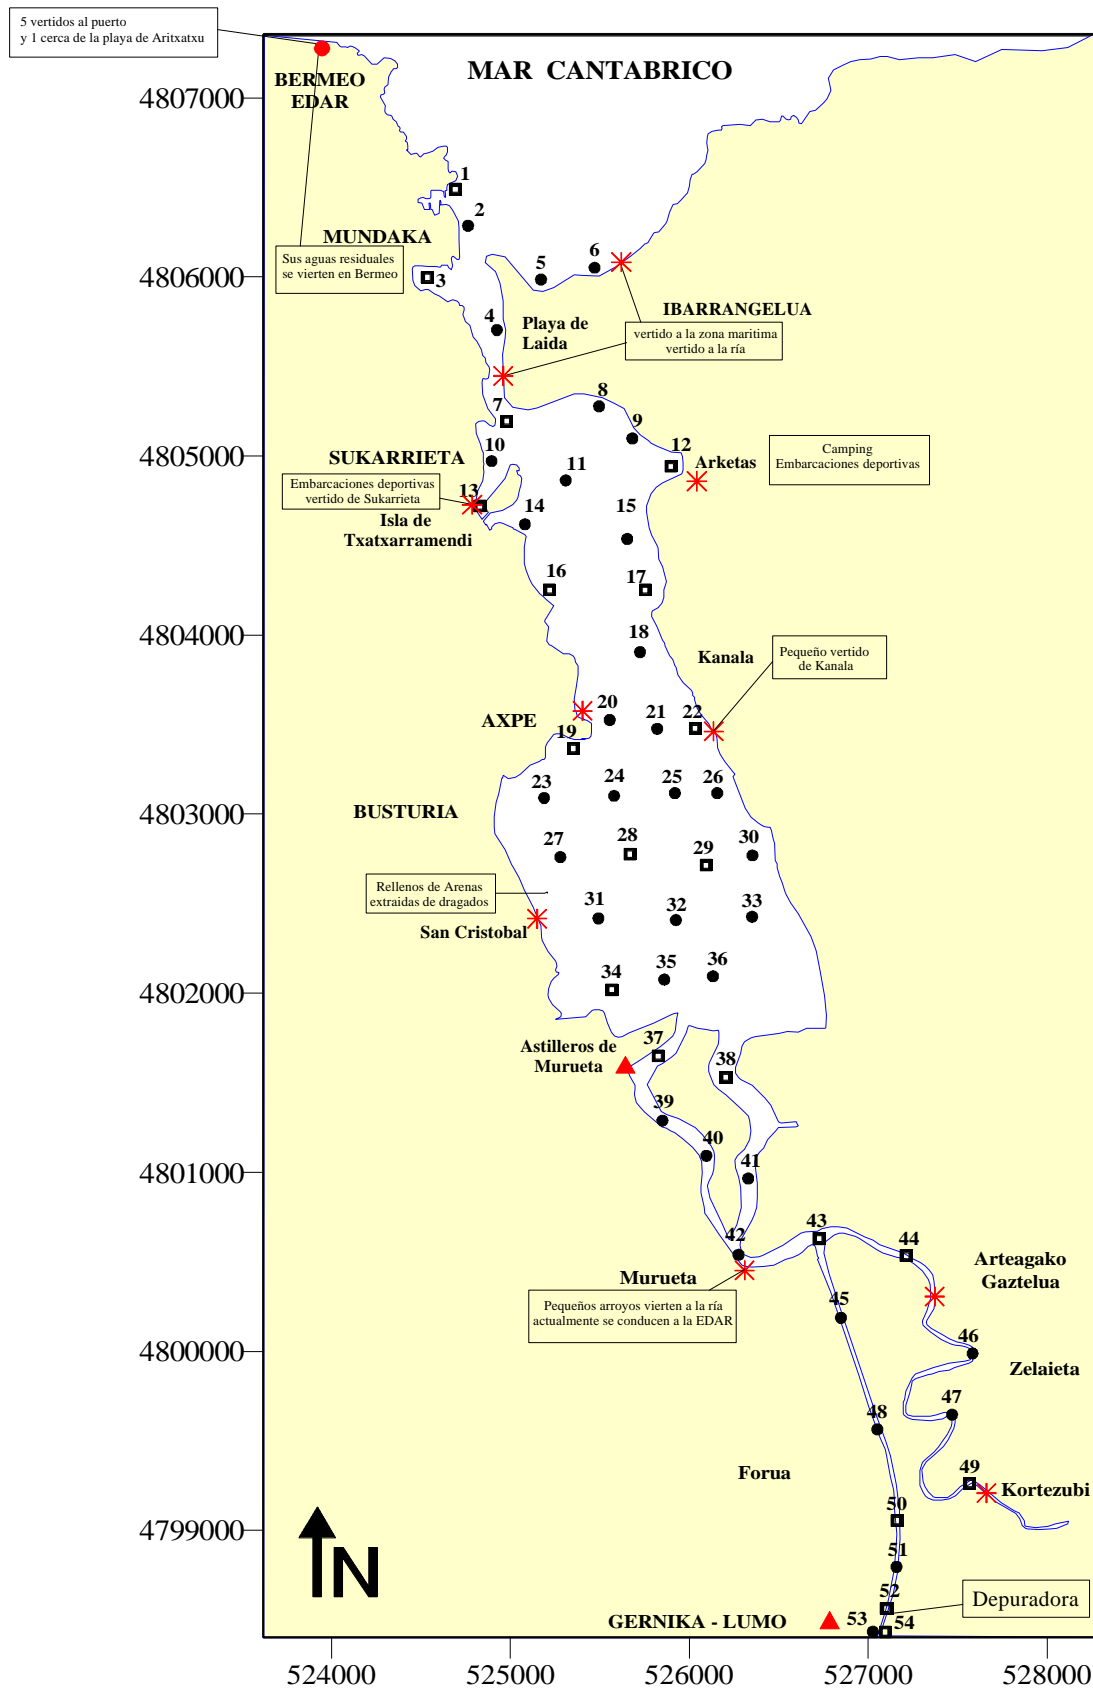 5 vertidos al puerto
y 1 cerca de la playa de Aritxatxu
MAR CANTABRICO
BERMEO
EDAR
4807000
1
2
MUNDAKA
Sus aguas residuales
se vierten en Bermeo
4806000
3
5
6
IBARRANGELUA
4
Playa de
Laida
vertido a la zona maritima
vertido a la ría
8
7
9
12
10
4805000
SUKARRIETA
11
Arketas
Camping
Embarcaciones deportivas
Embarcaciones deportivas
vertido de Sukarrieta
13
Isla de
Txatxarramendi
14
15
16
17
4804000
18
Kanala
Pequeño vertido
de Kanala
AXPE
20
21
22
19
23
24
25
26
4803000
BUSTURIA
27
28
29
30
Rellenos de Arenas
extraidas de dragados
31
32
33
San Cristobal
34
35
36
4802000
Astilleros de
Murueta
37
38
39
40
41
4801000
42
43
44
Murueta
Arteagako
Gaztelua
Pequeños arroyos vierten a la ría
actualmente se conducen a la EDAR
45
46
4800000
Zelaieta
47
48
Forua
49
Kortezubi
50
4799000
51
N
52
Depuradora
GERNIKA - LUMO
53
54
524000
525000
526000
527000
528000